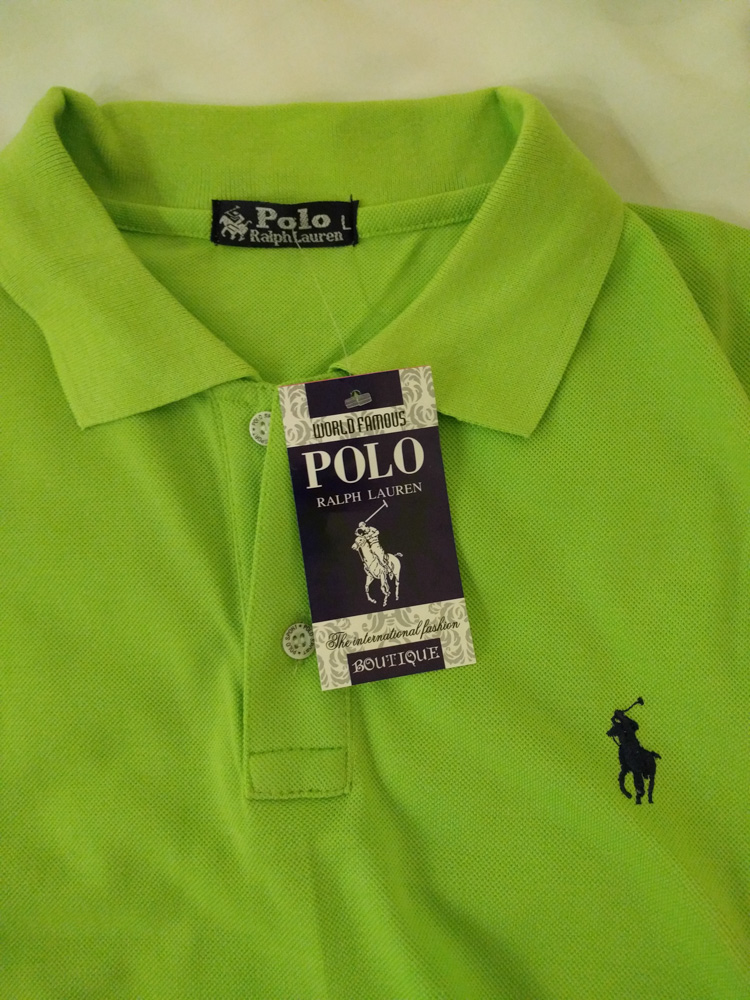 Polo L
Ralph Lauren
WORLD FAMOUS
POLO
RALPH LAUREN
The international fashion
BOUTIQUE